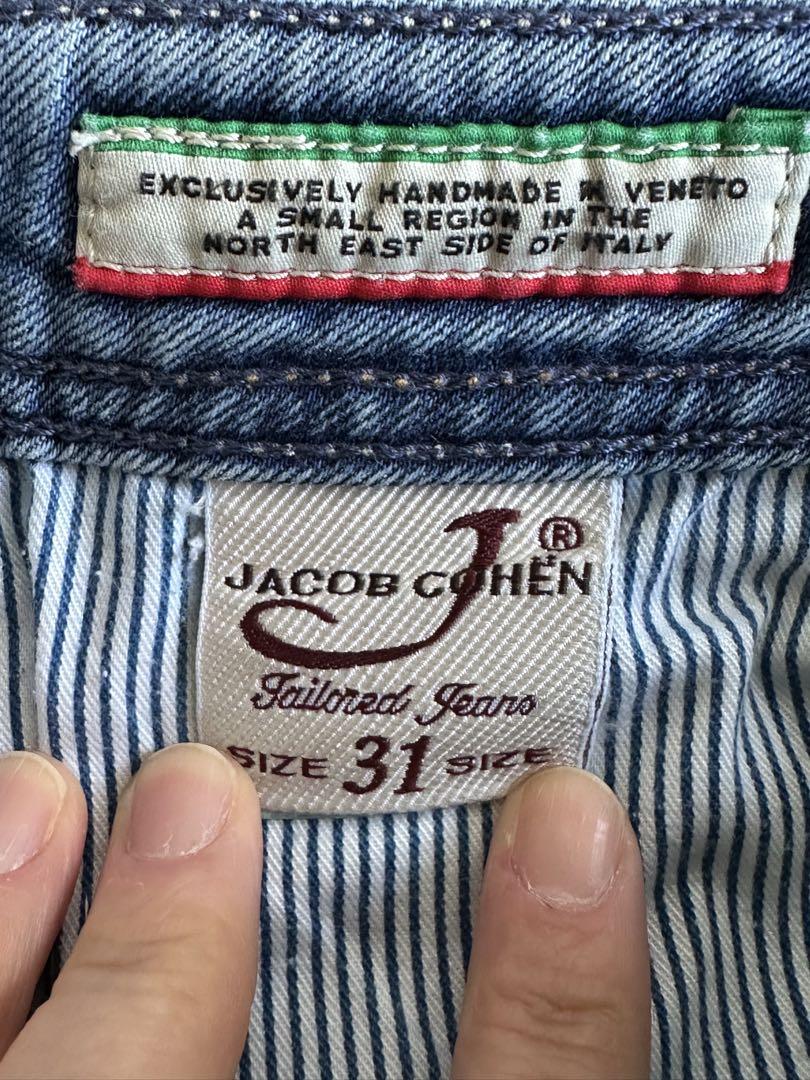 EXCLUSIVELY HANDMADE IN VENETO
A SMALL REGION IN THE
NORTH EAST SIDE OF ITALY
J ®
JACOB COHËN
Tailored Jeans
SIZE 31 SIZE